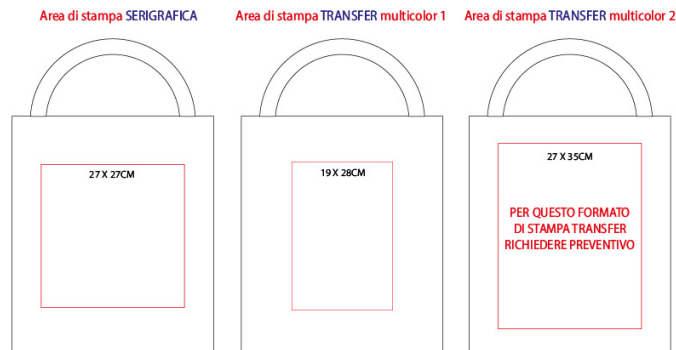 Area di stampa SERIGRAFICA
27 X 27CM
Area di stampa TRANSFER multicolor 1
19 X 28CM
Area di stampa TRANSFER multicolor 2
27 X 35CM
PER QUESTO FORMATO
DI STAMPA TRANSFER
RICHIEDERE PREVENTIVO